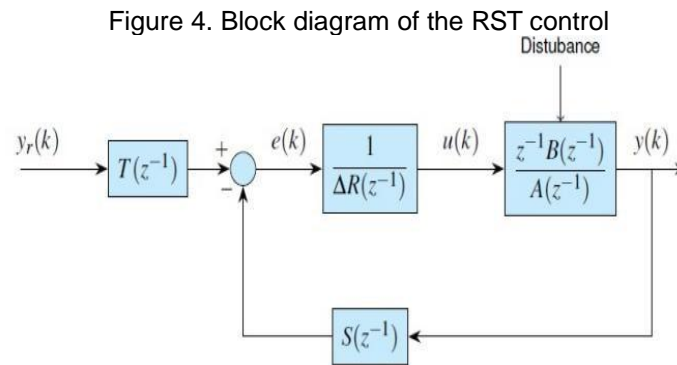 Figure 4. Block diagram of the RST control
Distubance
y_r(k)
T(z^{-1})
+
−
e(k)
1
ΔR(z^{-1})
u(k)
z^{-1}B(z^{-1})
A(z^{-1})
y(k)
S(z^{-1})